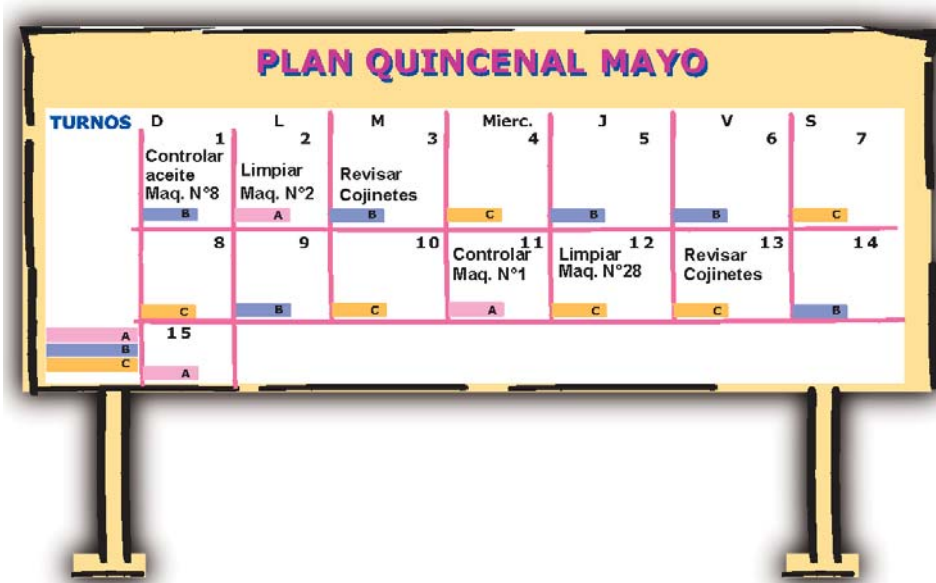 PLAN QUINCENAL MAYO
TURNOS D L M Mierc. J V S
1 2 3 4 5 6 7
Controlar
aceite
Maq. N°8
Limpiar
Maq. N°2
Revisar
Cojinetes
B A B C B B C
8 9 10 11 12 13 14
Controlar
Maq. N°1
Limpiar
Maq. N°28
Revisar
Cojinetes
C B C A C C B
A
B
C
15
A